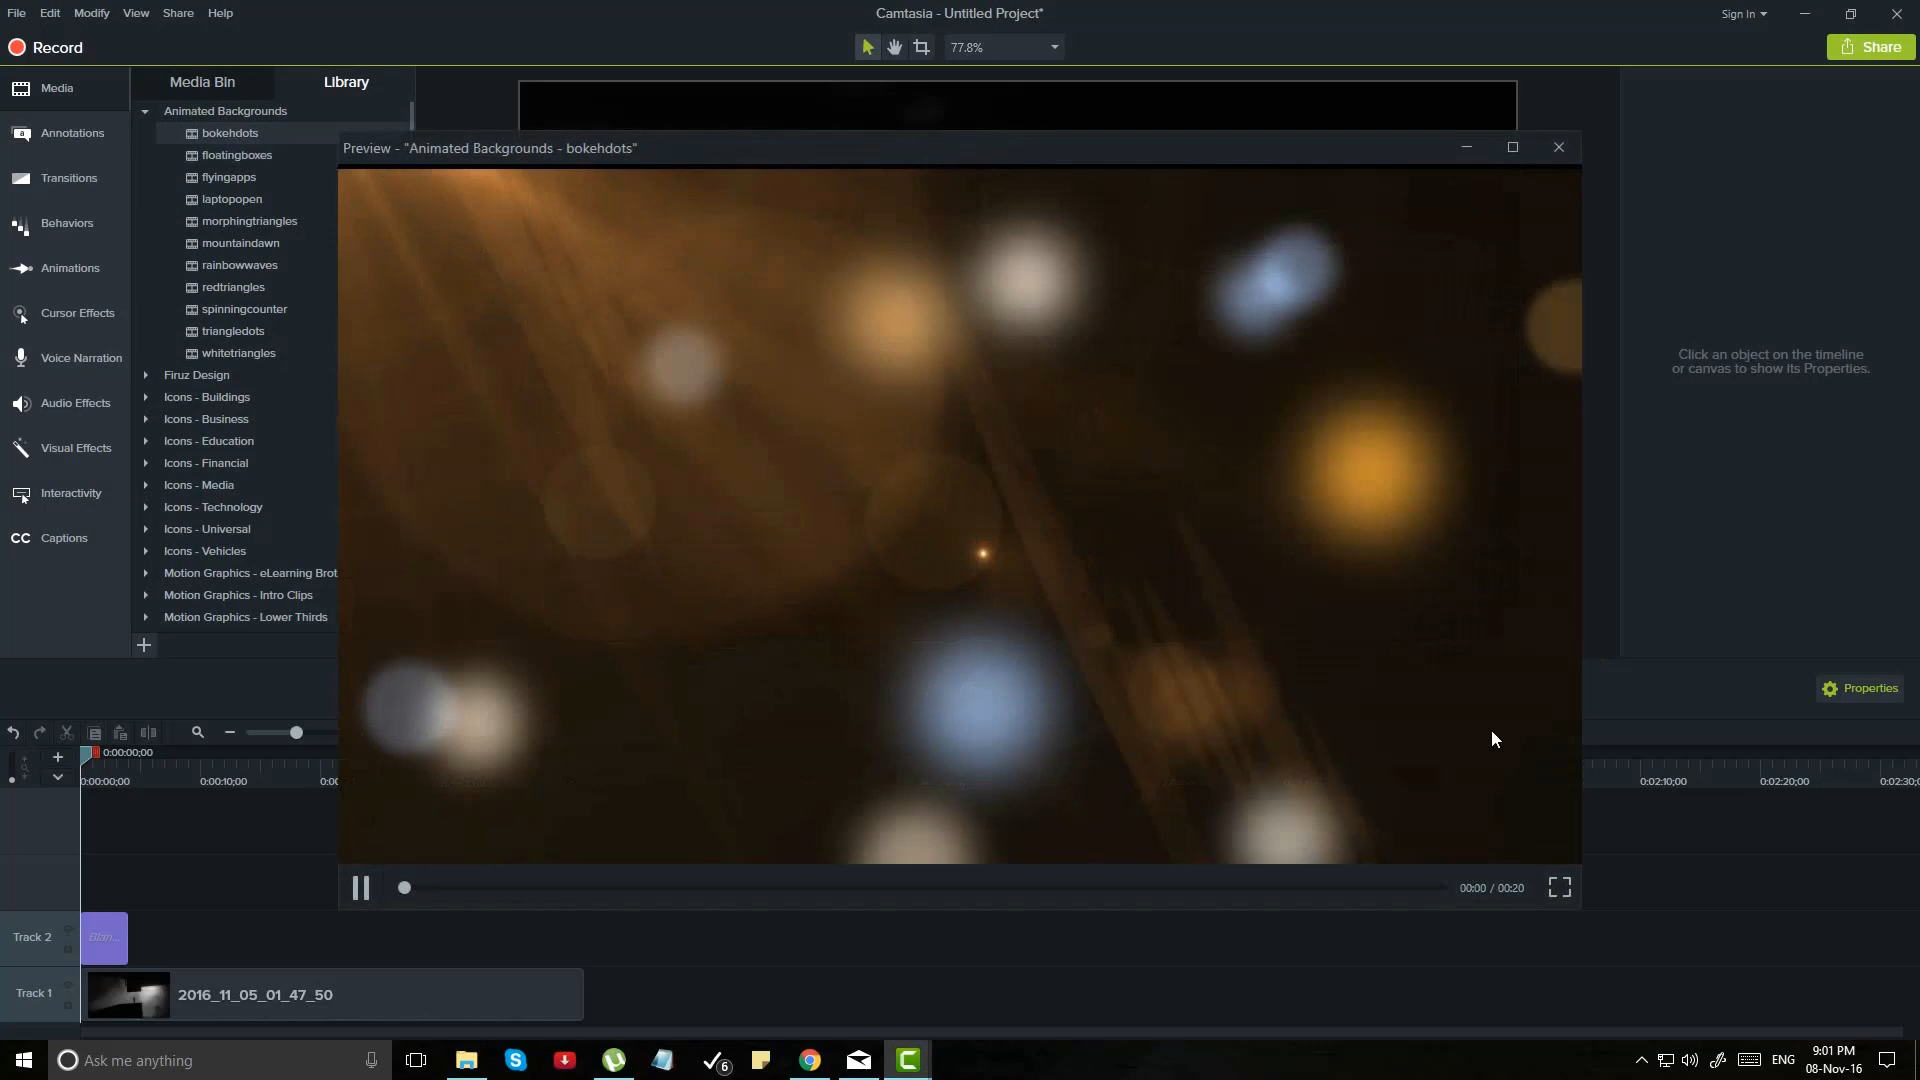 File Edit Modify View Share Help
Camtasia - Untitled Project*
Sign In
Record
77.8%
Share
Media
Annotations
Transitions
Behaviors
Animations
Cursor Effects
Voice Narration
Audio Effects
Visual Effects
Interactivity
CC Captions
Media Bin Library
Animated Backgrounds
bokehdots
floatingboxes
flyingapps
laptopopen
morphingtriangles
mountaindawn
rainbowwaves
redtriangles
spinningcounter
triangledots
whitetriangles
Firuz Design
Icons - Buildings
Icons - Business
Icons - Education
Icons - Financial
Icons - Media
Icons - Technology
Icons - Universal
Icons - Vehicles
Motion Graphics - eLearning Brot
Motion Graphics - Intro Clips
Motion Graphics - Lower Thirds
Preview - "Animated Backgrounds - bokehdots"
00:00 / 00:20
Click an object on the timeline
or canvas to show its Properties.
Properties
0:00:00;00
0:00:00;00 0:00:10;00 0:00 0:02:10;00 0:02:20;00 0:02:30;0
Track 2
Blan...
Track 1
2016_11_05_01_47_50
Ask me anything
6
ENG
9:01 PM
08-Nov-16